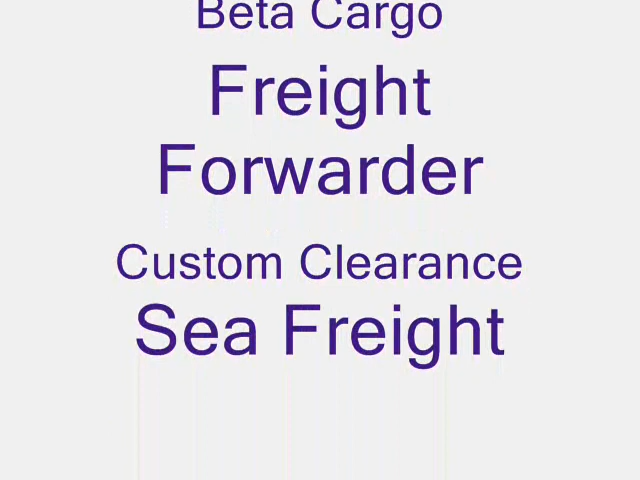 Beta Cargo
Freight
Forwarder
Custom Clearance
Sea Freight